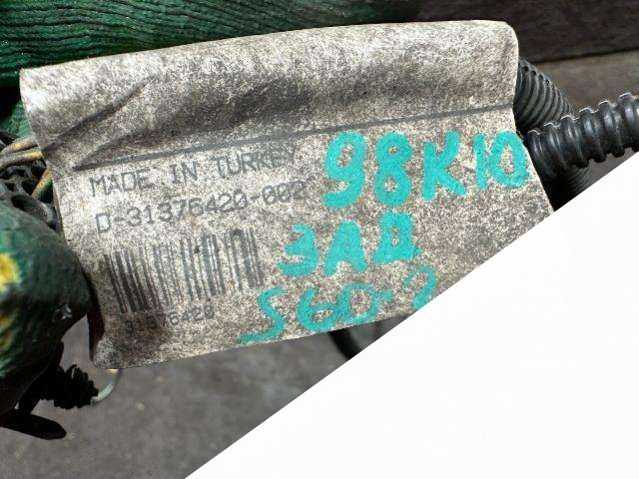 MADE IN TURKEY
D-31376420-002
31376420
98K10
ЗАД
S60-2